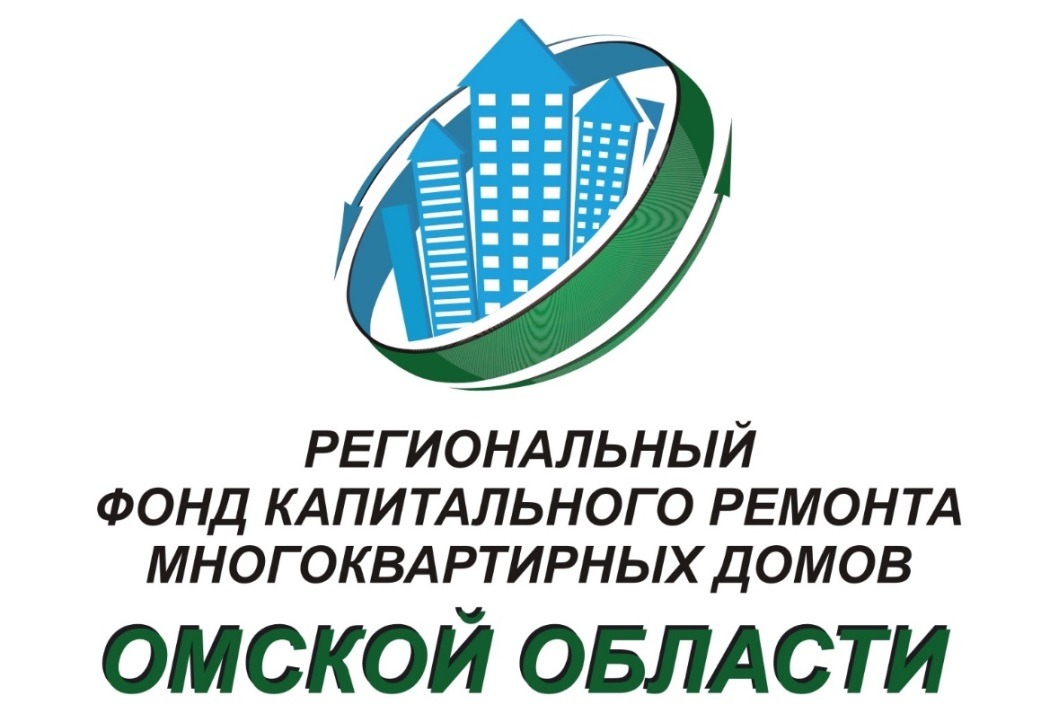 РЕГИОНАЛЬНЫЙ
ФОНД КАПИТАЛЬНОГО РЕМОНТА
МНОГОКВАРТИРНЫХ ДОМОВ
ОМСКОЙ ОБЛАСТИ